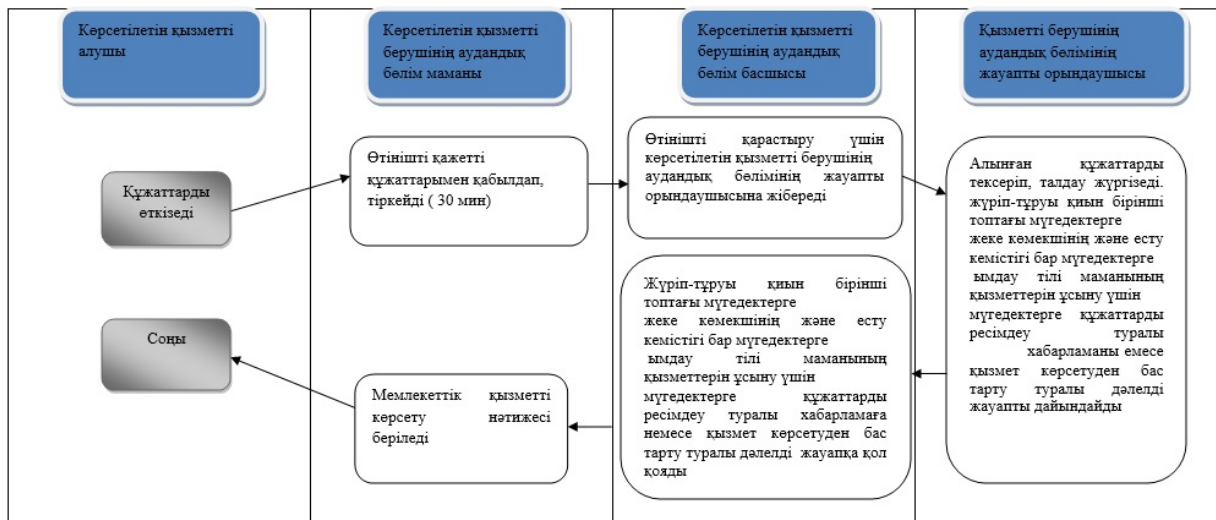 Көрсетілетін қызметті
алушы
Көрсетілетін қызметті
берушінің аудандық
бөлім маманы
Көрсетілетін қызметті
берушінің аудандық
бөлім басшысы
Қызметті берушінің
аудандық бөлімінің
жауапты орындаушысы
Құжаттарды
өткізеді
Өтінішті қажетті
құжаттарымен қабылдап,
тіркейді ( 30 мин)
Өтінішті қарастыру үшін
көрсетілетін қызметті берушінің
аудандық бөлімінің жауапты
орындаушысына жібереді
Алынған құжаттарды
тексеріп, талдау жүргізеді.
жүріп-тұруы қиын бірінші
топтағы мүгедектерге
жеке көмекшінің және есту
кемістігі бар мүгедектерге
ымдау тілі маманының
қызметтерін ұсыну үшін
мүгедектерге құжаттарды
ресімдеу туралы
хабарламаны емесе
қызмет көрсетуден бас
тарту туралы дәлелді
жауапты дайындайды
Жүріп-тұруы қиын бірінші
топтағы мүгедектерге
жеке көмекшінің және есту
кемістігі бар мүгедектерге
ымдау тілі маманының
қызметтерін ұсыну үшін
мүгедектерге құжаттарды
ресімдеу туралы хабарламаға
немесе қызмет көрсетуден бас
тарту туралы дәлелді жауапқа қол
қояды
Мемлекеттік қызметті
көрсету нәтижесі
беріледі
Соңы